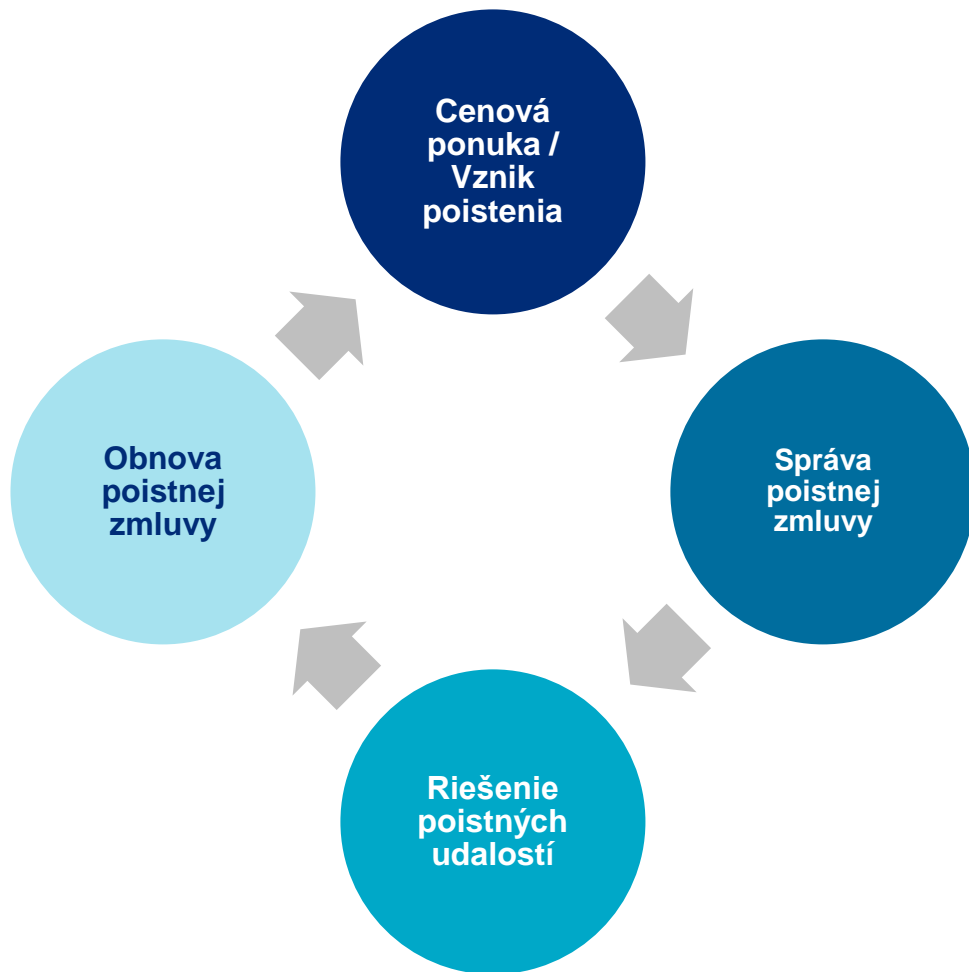 Cenová
ponuka /
Vznik
poistenia
Správa
poistnej
zmluvy
Riešenie
poistných
udalostí
Obnova
poistnej
zmluvy